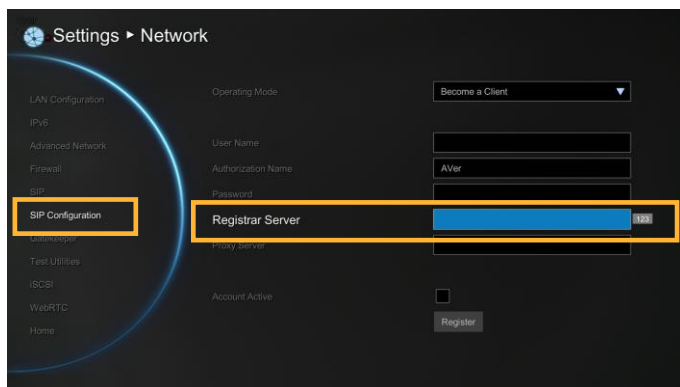 Settings ▸ Network
LAN Configuration
IPv6
Advanced Network
Firewall
SIP
SIP Configuration
Gatekeeper
Test Utilities
iSCSI
WebRTC
Home
Operating Mode
Become a Client
User Name
Authorization Name
AVer
Password
Registrar Server
123
Proxy Server
Account Active
Register